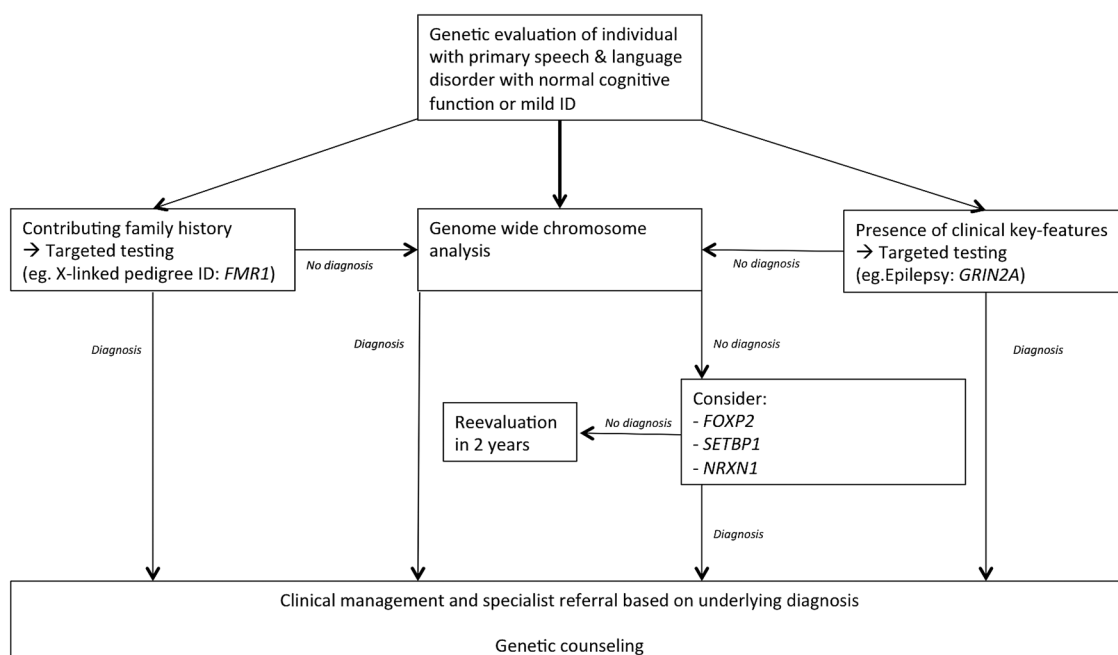 Genetic evaluation of individual
with primary speech & language
disorder with normal cognitive
function or mild ID
Contributing family history
→ Targeted testing
(eg. X-linked pedigree ID: FMR1)
No diagnosis
Genome wide chromosome
analysis
No diagnosis
Presence of clinical key-features
→ Targeted testing
(eg.Epilepsy: GRIN2A)
Diagnosis
Diagnosis
No diagnosis
Diagnosis
Reevaluation
in 2 years
No diagnosis
Consider:
- FOXP2
- SETBP1
- NRXN1
Diagnosis
Clinical management and specialist referral based on underlying diagnosis
Genetic counseling